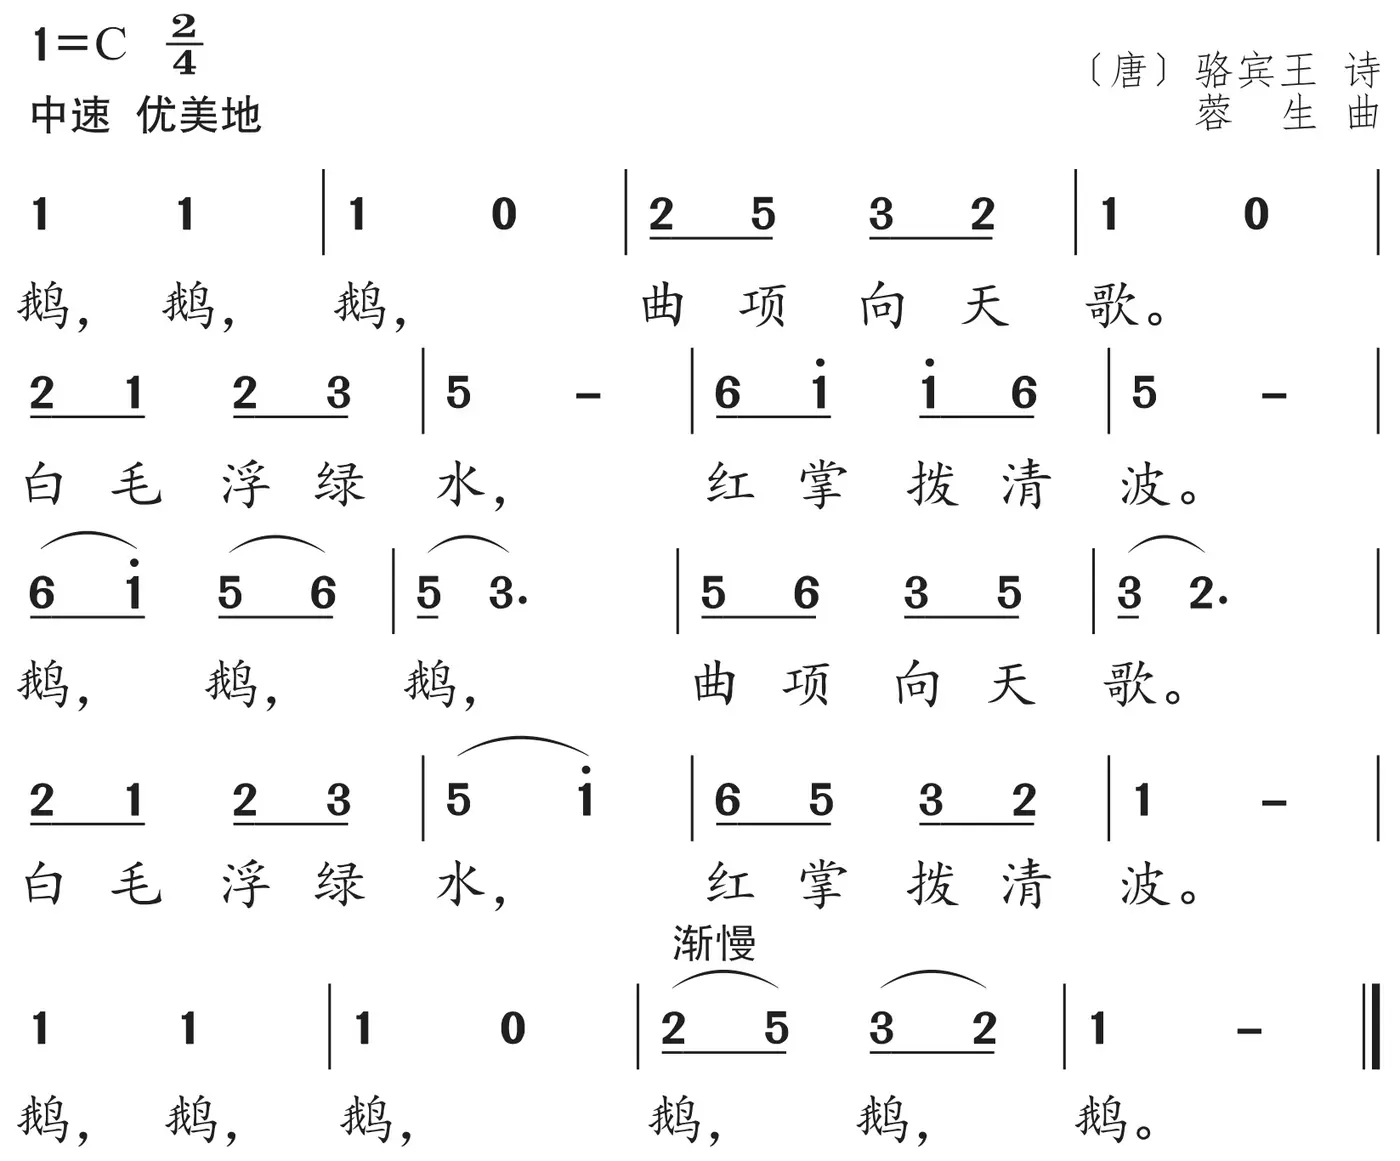 1=C 2/4
中速 优美地
〔唐〕骆宾王 诗
蓉 生 曲
1 1 | 1 0 | 2 5 3 2 | 1 0 |
鹅， 鹅， 鹅， 曲 项 向 天 歌。
2 1 2 3 | 5 – | 6 i̇ i̇ 6 | 5 – |
白 毛 浮 绿 水， 红 掌 拨 清 波。
6 i̇ 5 6 | 5 3. | 5 6 3 5 | 3 2. |
鹅， 鹅， 鹅， 曲 项 向 天 歌。
2 1 2 3 | 5 i̇ | 6 5 3 2 | 1 – |
白 毛 浮 绿 水， 红 掌 拨 清 波。
渐慢
1 1 | 1 0 | 2 5 3 2 | 1 – ‖
鹅， 鹅， 鹅， 鹅， 鹅， 鹅。